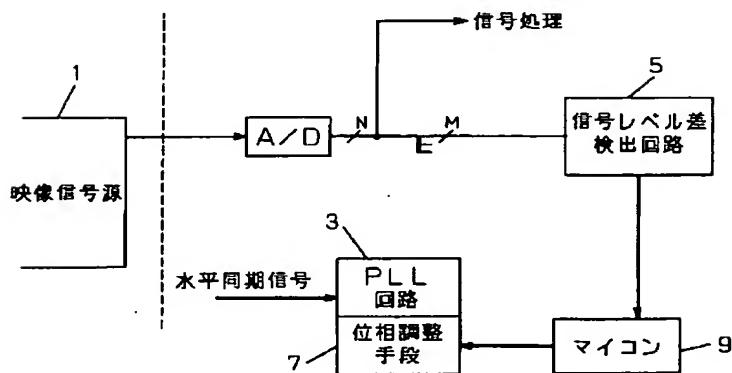 信号処理
1
5
映像信号源
A/D
N
M
E
信号レベル差
検出回路
3
水平同期信号
PLL
回路
位相調整
手段
7
マイコン
9